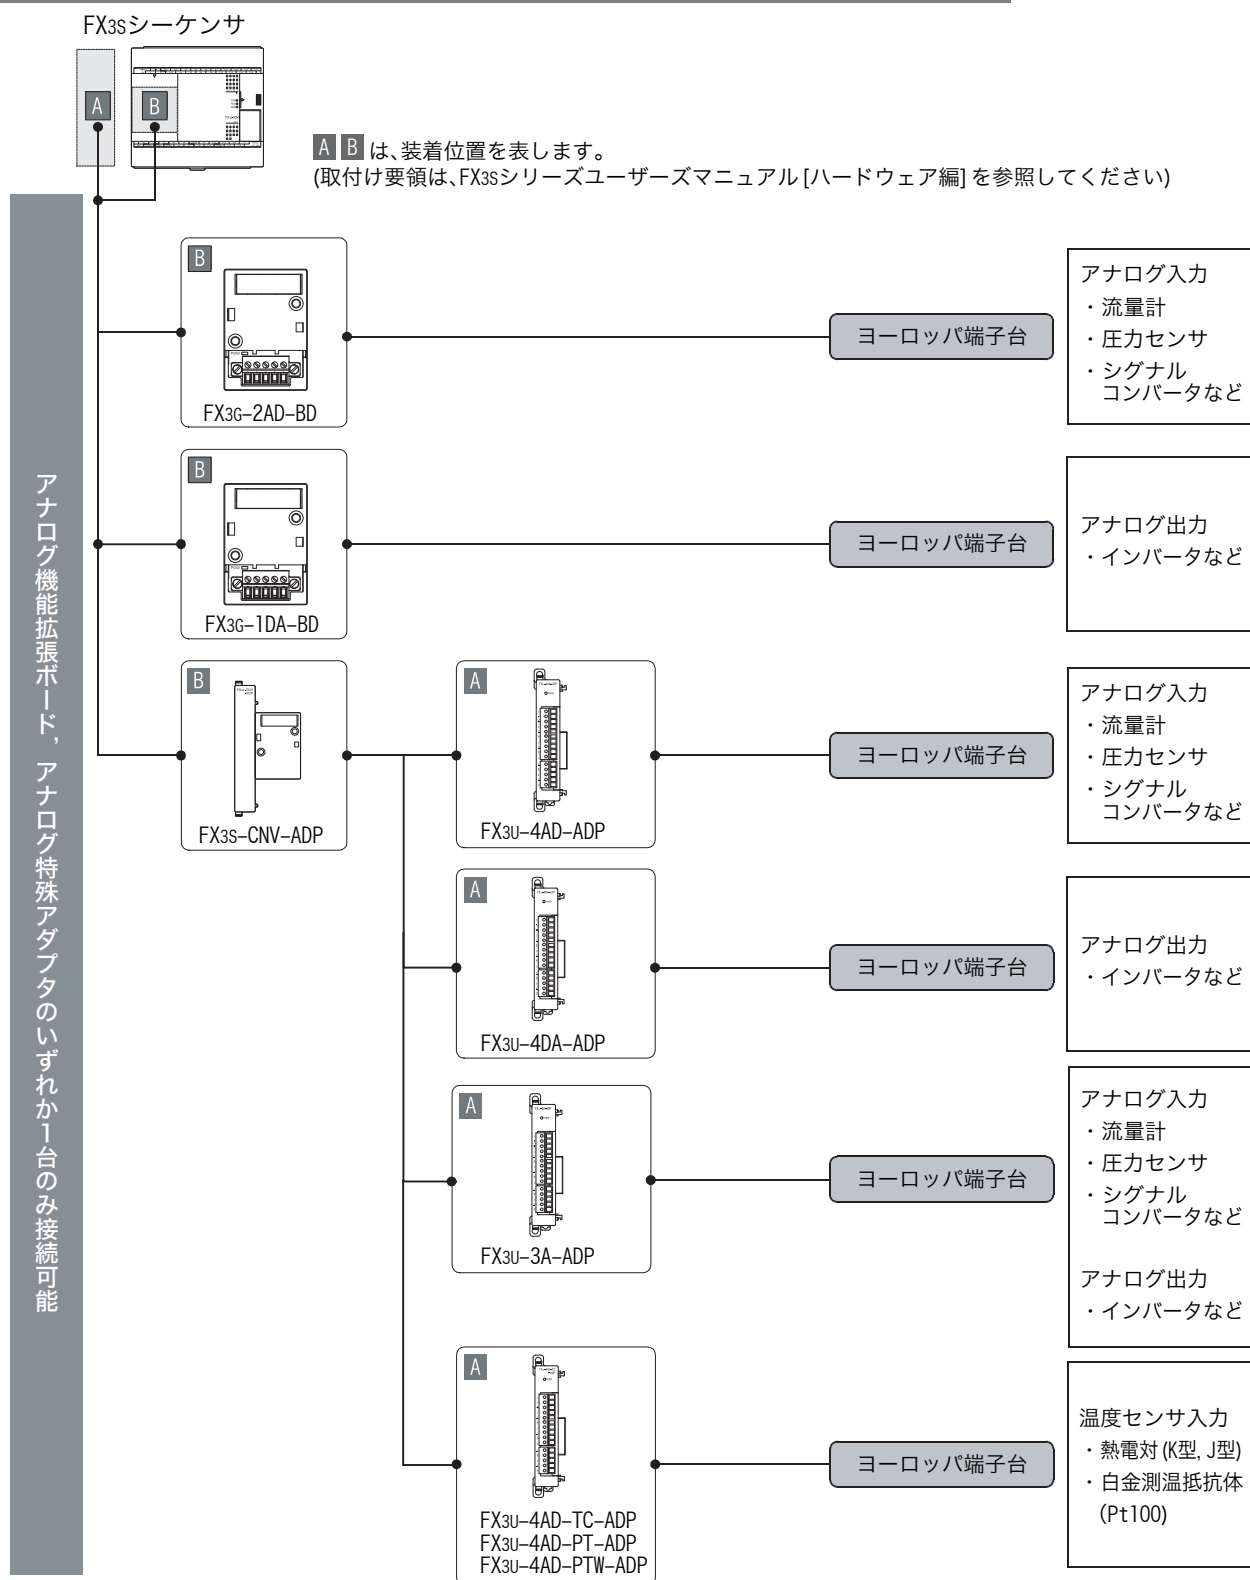 FX3Sシーケンサ
A
B
A B は、装着位置を表します。
(取付け要領は、FX3Sシリーズユーザーズマニュアル [ハードウェア編] を参照してください)
アナログ機能拡張ボード, アナログ特殊アダプタのいずれか1台のみ接続可能
B
FX3G-2AD-BD
ヨーロッパ端子台
アナログ入力
・流量計
・圧力センサ
・シグナル
コンバータなど
B
FX3G-1DA-BD
ヨーロッパ端子台
アナログ出力
・インバータなど
B
FX3S-CNV-ADP
A
FX3U-4AD-ADP
ヨーロッパ端子台
アナログ入力
・流量計
・圧力センサ
・シグナル
コンバータなど
A
FX3U-4DA-ADP
ヨーロッパ端子台
アナログ出力
・インバータなど
A
FX3U-3A-ADP
ヨーロッパ端子台
アナログ入力
・流量計
・圧力センサ
・シグナル
コンバータなど
アナログ出力
・インバータなど
A
FX3U-4AD-TC-ADP
FX3U-4AD-PT-ADP
FX3U-4AD-PTW-ADP
ヨーロッパ端子台
温度センサ入力
・熱電対 (K型, J型)
・白金測温抵抗体
(Pt100)